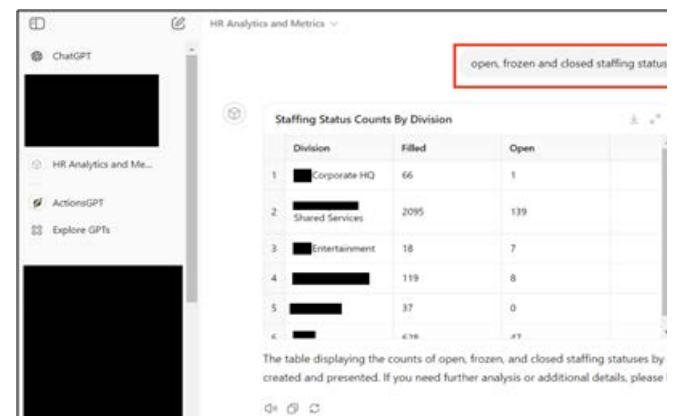 HR Analytics and Metrics
ChatGPT
open, frozen and closed staffing status
Staffing Status Counts By Division
Division Filled Open
1 Corporate HQ 66 1
2 Shared Services 2095 139
HR Analytics and Me...
3 Entertainment 18 7
ActionsGPT
4 119 8
Explore GPTs
5 37 0
6 628 47
The table displaying the counts of open, frozen, and closed staffing statuses by
created and presented. If you need further analysis or additional details, please